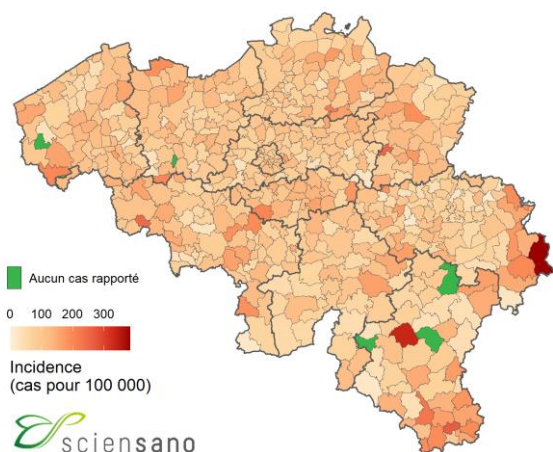 Aucun cas rapporté
0 100 200 300
Incidence
(cas pour 100 000)
sciensano